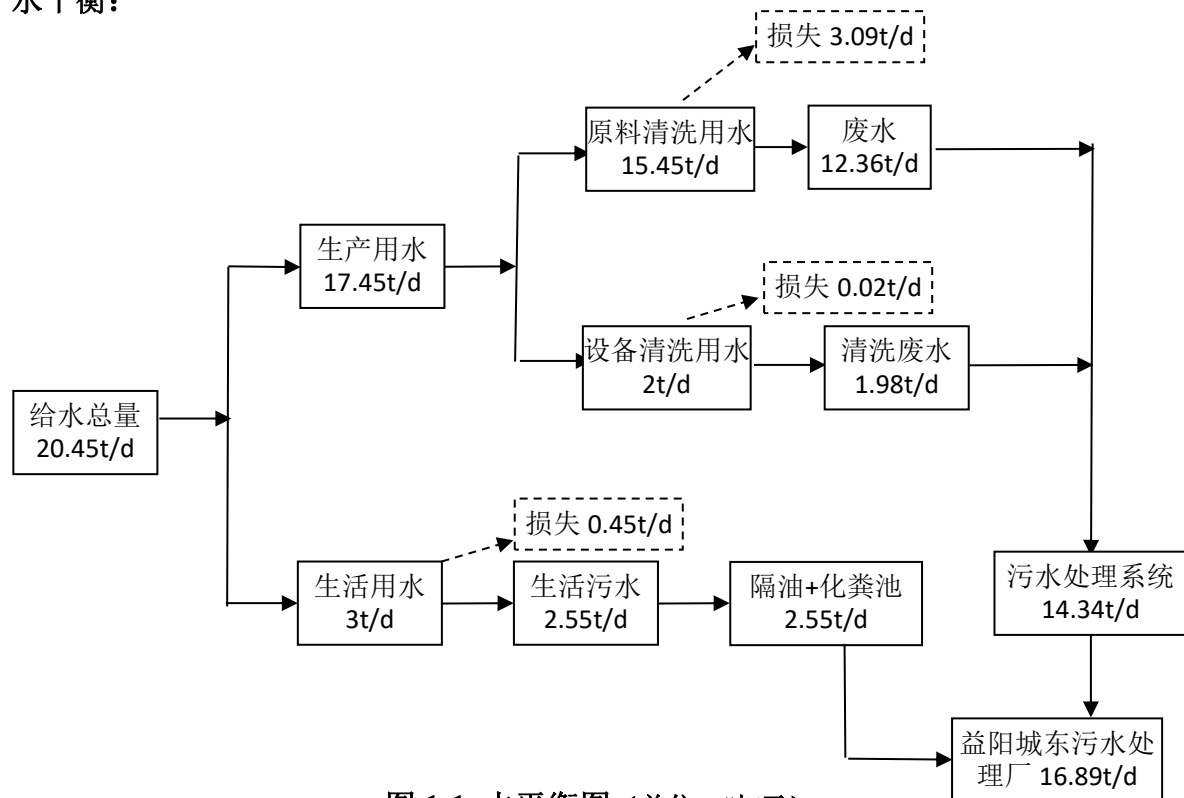 水平衡:
损失 3.09t/d
原料清洗用水
15.45t/d
废水
12.36t/d
生产用水
17.45t/d
损失 0.02t/d
设备清洗用水
2t/d
清洗废水
1.98t/d
给水总量
20.45t/d
损失 0.45t/d
生活用水
3t/d
生活污水
2.55t/d
隔油+化粪池
2.55t/d
污水处理系统
14.34t/d
益阳城东污水处
理厂 16.89t/d